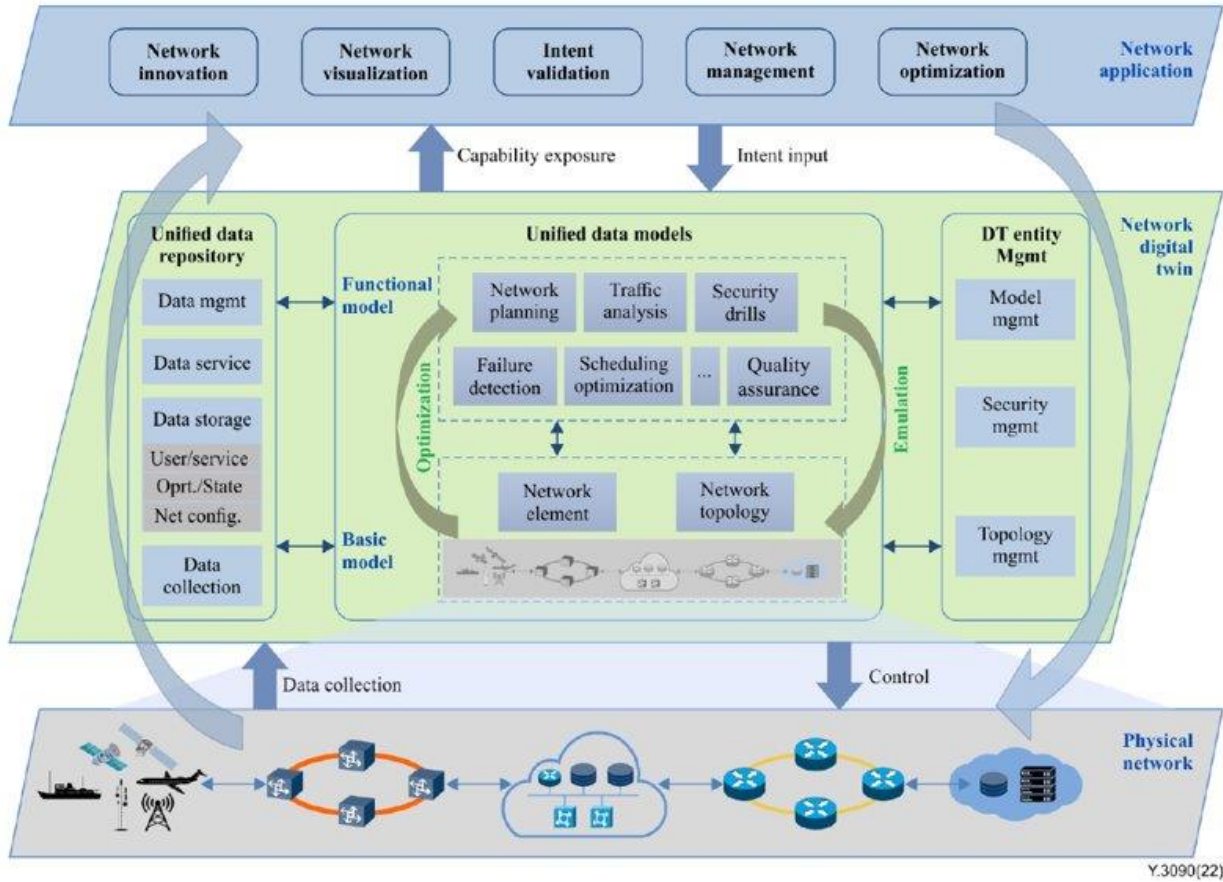 Network
innovation
Network
visualization
Intent
validation
Network
management
Network
optimization
Network
application
Capability exposure
Intent input
Unified data
repository
Data mgmt
Data service
Data storage
User/service
Oprt./State
Net config.
Data
collection
Unified data models
Functional
model
Network
planning
Traffic
analysis
Security
drills
Failure
detection
Scheduling
optimization
...
Quality
assurance
Optimization
Emulation
Basic
model
Network
element
Network
topology
DT entity
Mgmt
Model
mgmt
Security
mgmt
Topology
mgmt
Network
digital
twin
Data collection
Control
Physical
network
Y.3090(22)